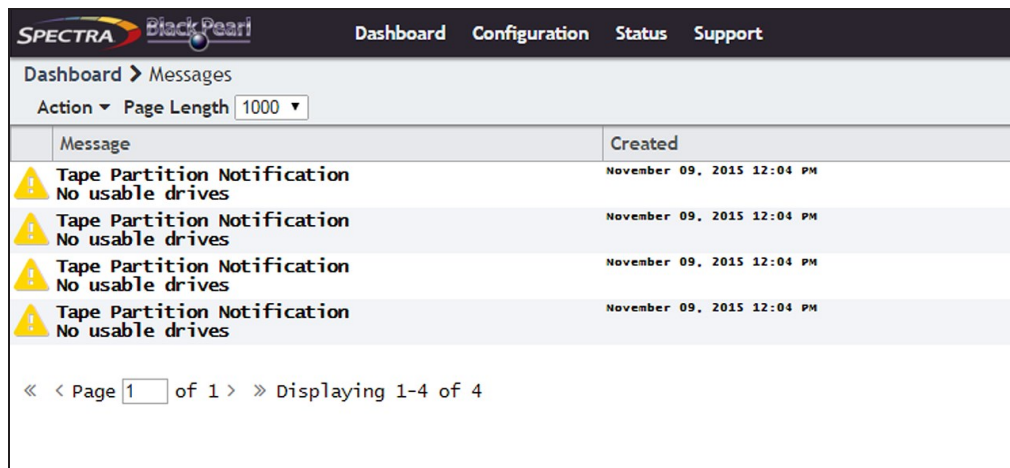 SPECTRA BlackPearl Dashboard Configuration Status Support
Dashboard > Messages
Action Page Length 1000
Message Created
Tape Partition Notification November 09, 2015 12:04 PM
No usable drives
Tape Partition Notification November 09, 2015 12:04 PM
No usable drives
Tape Partition Notification November 09, 2015 12:04 PM
No usable drives
Tape Partition Notification November 09, 2015 12:04 PM
No usable drives
« < Page 1 of 1 > » Displaying 1-4 of 4